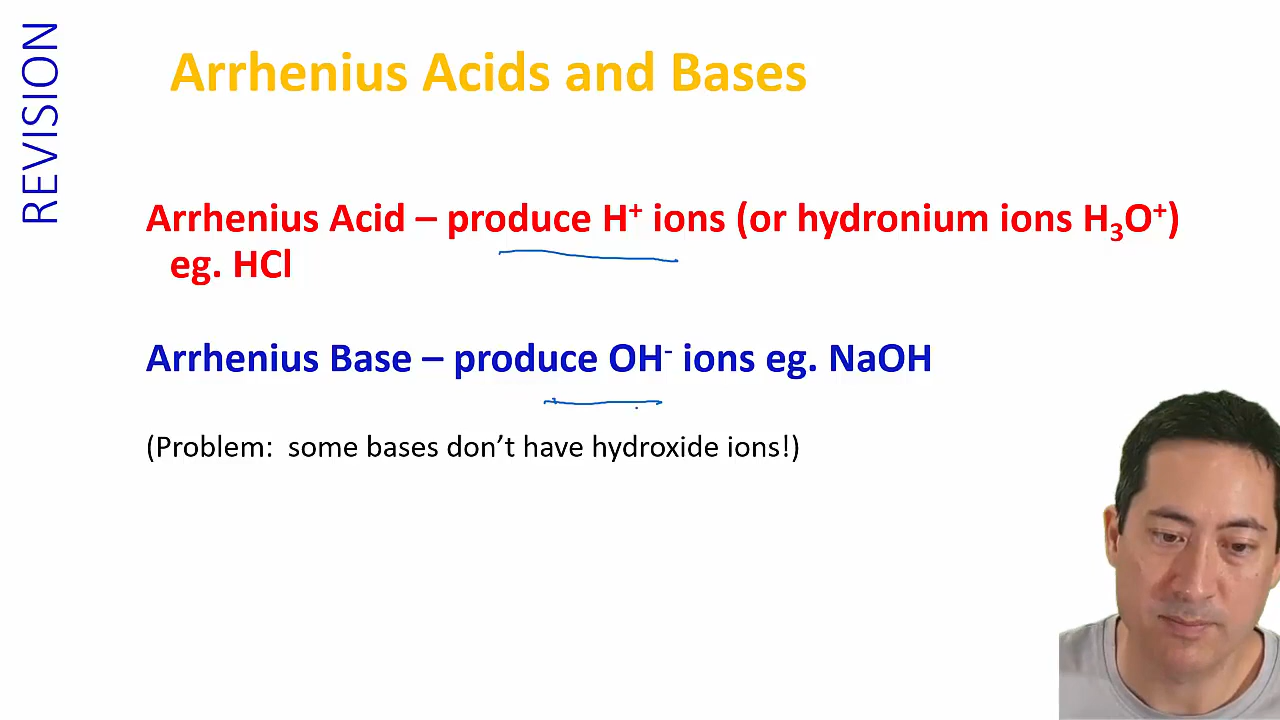 REVISION
Arrhenius Acids and Bases
Arrhenius Acid – produce H⁺ ions (or hydronium ions H₃O⁺)
eg. HCl
Arrhenius Base – produce OH⁻ ions eg. NaOH
(Problem:  some bases don’t have hydroxide ions!)